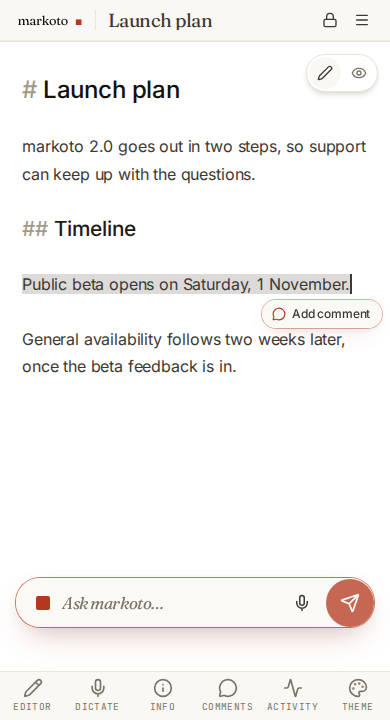 markoto
Launch plan
# Launch plan
markoto 2.0 goes out in two steps, so support
can keep up with the questions.
## Timeline
Public beta opens on Saturday, 1 November.
Add comment
General availability follows two weeks later,
once the beta feedback is in.
Ask markoto...
EDITOR
DICTATE
INFO
COMMENTS
ACTIVITY
THEME